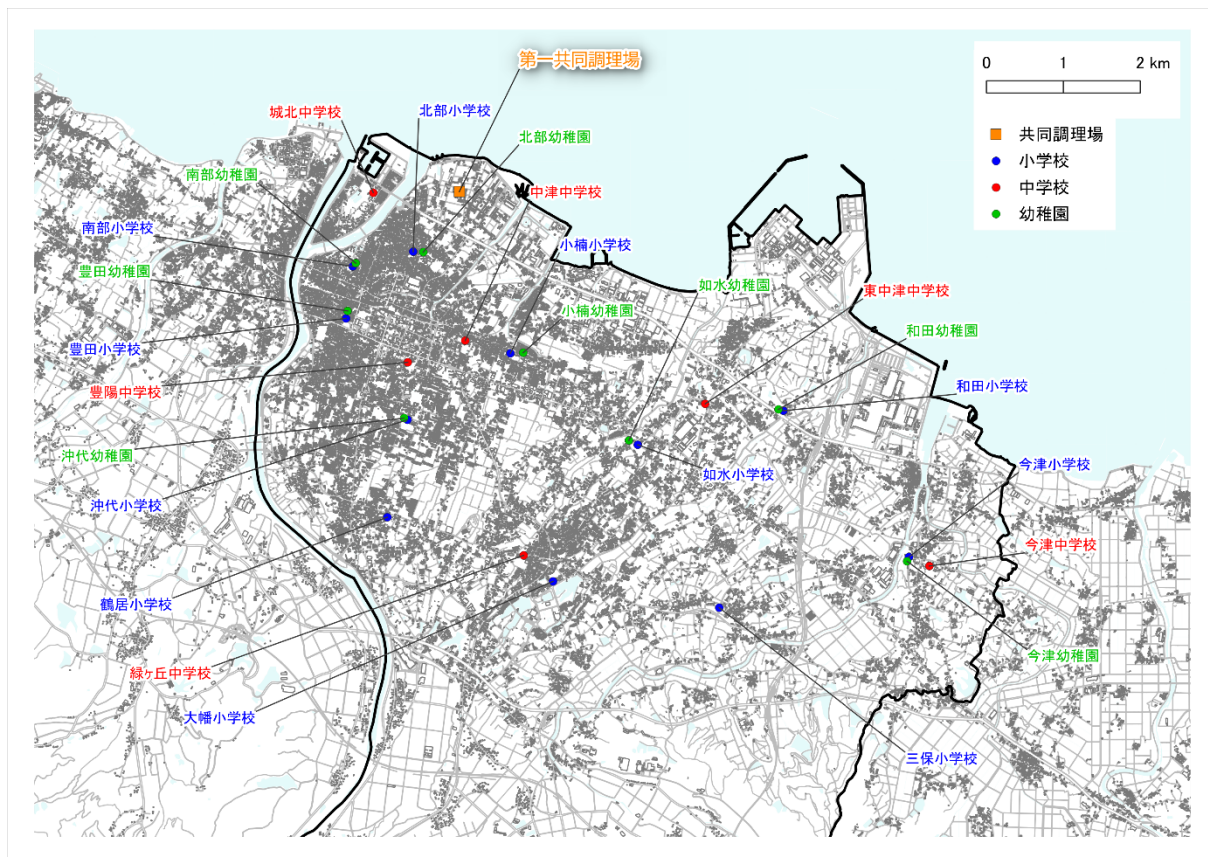 第一共同調理場
0 1 2 km
共同調理場
小学校
中学校
幼稚園
城北中学校
北部小学校
北部幼稚園
南部幼稚園
中津中学校
南部小学校
小楠小学校
豊田幼稚園
如水幼稚園
東中津中学校
小楠幼稚園
和田幼稚園
豊田小学校
和田小学校
豊陽中学校
沖代幼稚園
今津小学校
如水小学校
沖代小学校
今津中学校
鶴居小学校
今津幼稚園
緑ヶ丘中学校
大幡小学校
三保小学校